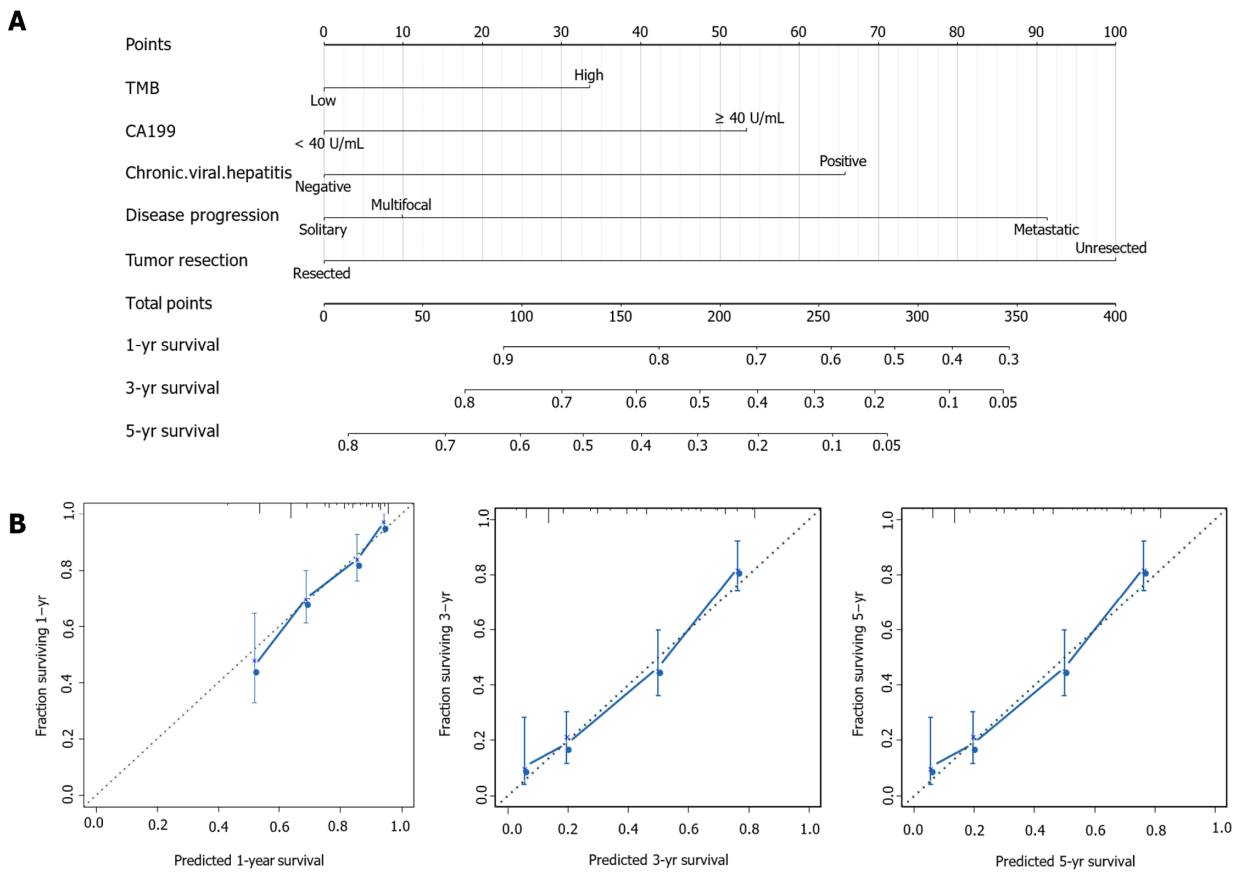 A
Points 0 10 20 30 40 50 60 70 80 90 100
TMB
High
Low
CA199
≥ 40 U/mL
< 40 U/mL
Chronic.viral.hepatitis
Positive
Negative
Disease progression
Multifocal
Solitary
Metastatic
Tumor resection
Unresected
Resected
Total points
0 50 100 150 200 250 300 350 400
1-yr survival
0.9 0.8 0.7 0.6 0.5 0.4 0.3
3-yr survival
0.8 0.7 0.6 0.5 0.4 0.3 0.2 0.1 0.05
5-yr survival
0.8 0.7 0.6 0.5 0.4 0.3 0.2 0.1 0.05
B
Fraction surviving 1−yr
1.0
0.8
0.6
0.4
0.2
0.0
0.0 0.2 0.4 0.6 0.8 1.0
Predicted 1-year survival
Fraction surviving 3−yr
1.0
0.8
0.6
0.4
0.2
0.0
0.0 0.2 0.4 0.6 0.8 1.0
Predicted 3-yr survival
Fraction surviving 5−yr
1.0
0.8
0.6
0.4
0.2
0.0
0.0 0.2 0.4 0.6 0.8 1.0
Predicted 5-yr survival